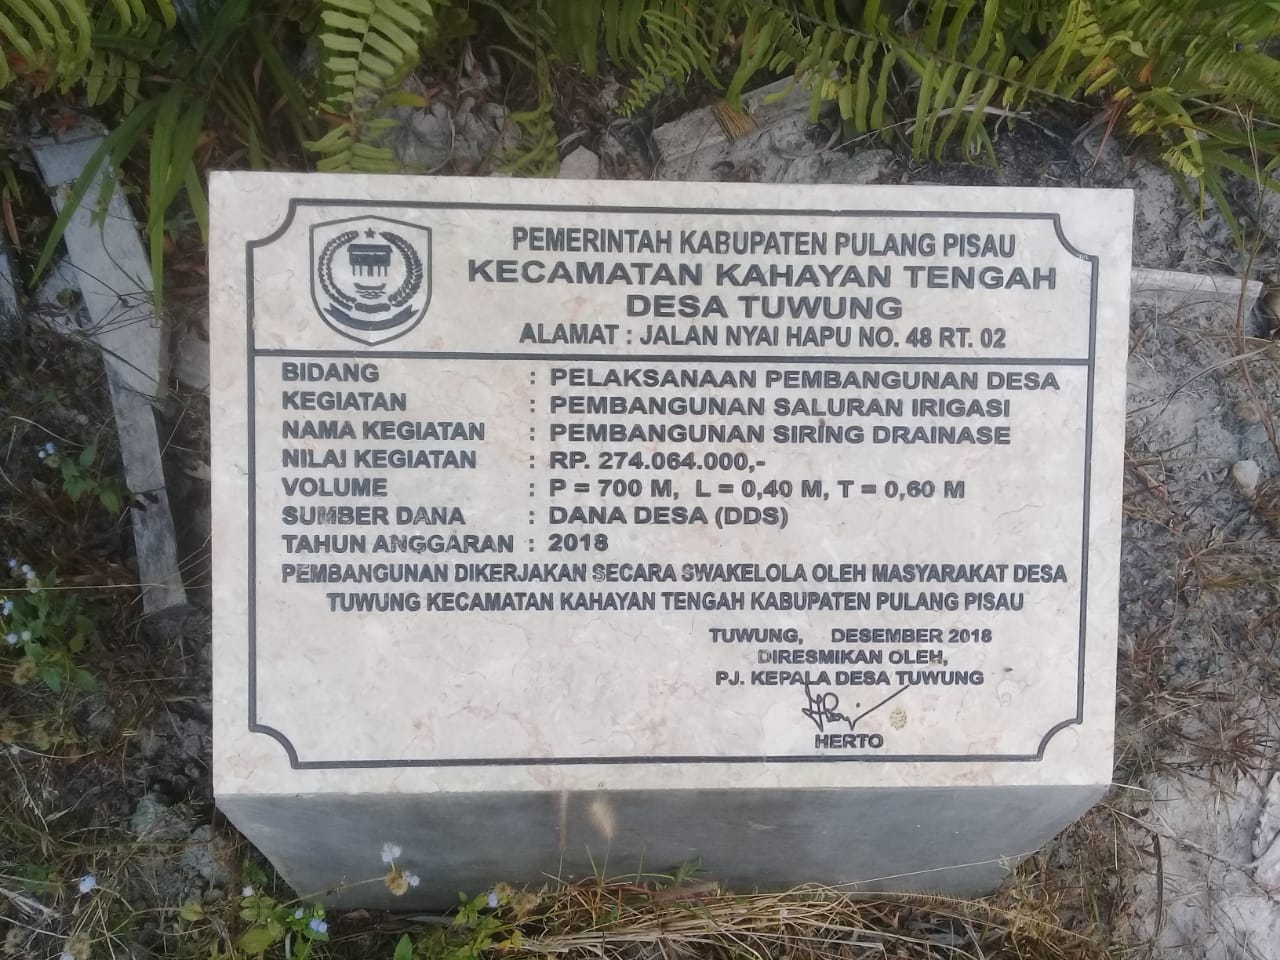 PEMERINTAH KABUPATEN PULANG PISAU
KECAMATAN KAHAYAN TENGAH
DESA TUWUNG
ALAMAT : JALAN NYAI HAPU NO. 48 RT. 02
BIDANG : PELAKSANAAN PEMBANGUNAN DESA
KEGIATAN : PEMBANGUNAN SALURAN IRIGASI
NAMA KEGIATAN : PEMBANGUNAN SIRING DRAINASE
NILAI KEGIATAN : RP. 274.064.000,-
VOLUME : P = 700 M, L = 0,40 M, T = 0,60 M
SUMBER DANA : DANA DESA (DDS)
TAHUN ANGGARAN : 2018
PEMBANGUNAN DIKERJAKAN SECARA SWAKELOLA OLEH MASYARAKAT DESA
TUWUNG KECAMATAN KAHAYAN TENGAH KABUPATEN PULANG PISAU
TUWUNG, DESEMBER 2018
DIRESMIKAN OLEH,
PJ. KEPALA DESA TUWUNG
HERTO